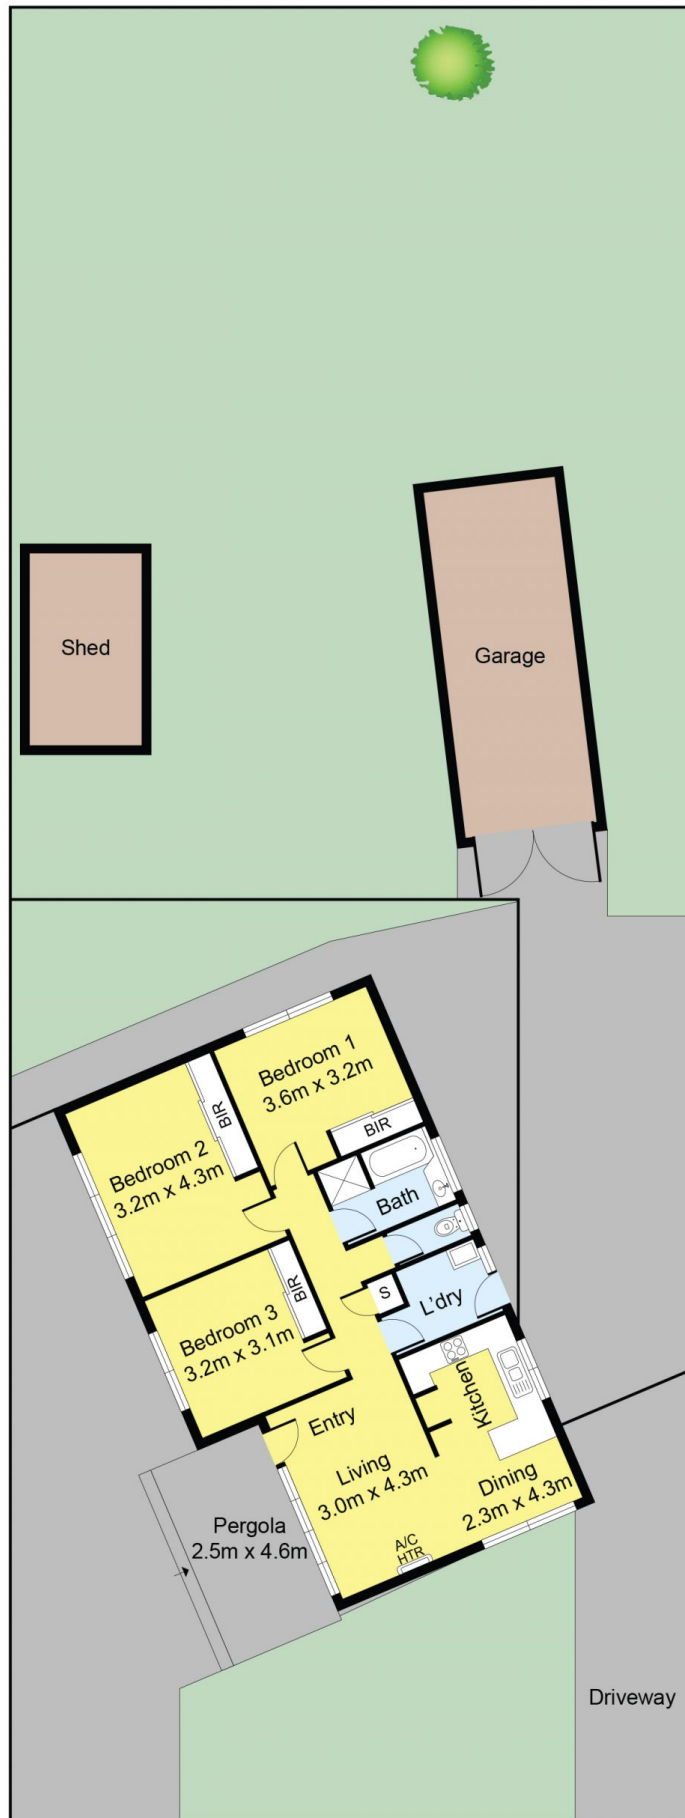 Shed
Garage
Bedroom 1
3.6m x 3.2m
BIR
BIR
Bedroom 2
3.2m x 4.3m
Bath
S
L'dry
BIR
Bedroom 3
3.2m x 3.1m
Kitchen
Entry
Living
3.0m x 4.3m
Dining
2.3m x 4.3m
A/C
HTR
Pergola
2.5m x 4.6m
Driveway